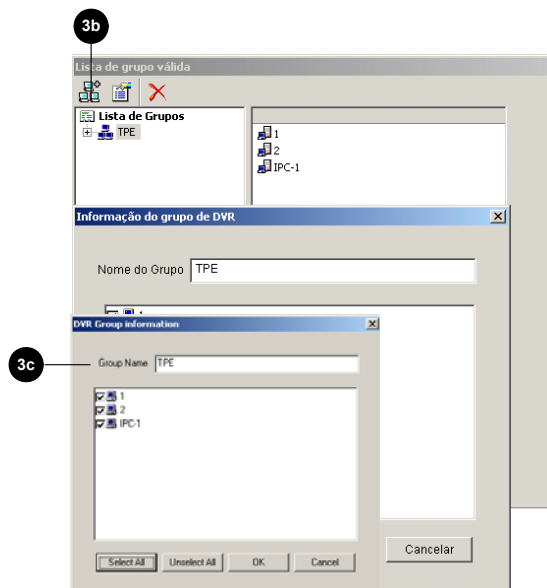 3b
Lista de grupo válida
Lista de Grupos
TPE
1
2
IPC-1
Informação do grupo de DVR
Nome do Grupo TPE
1
DVR Group information
3c
Group Name TPE
1
2
IPC-1
Select All Unselect All OK Cancel
Cancelar